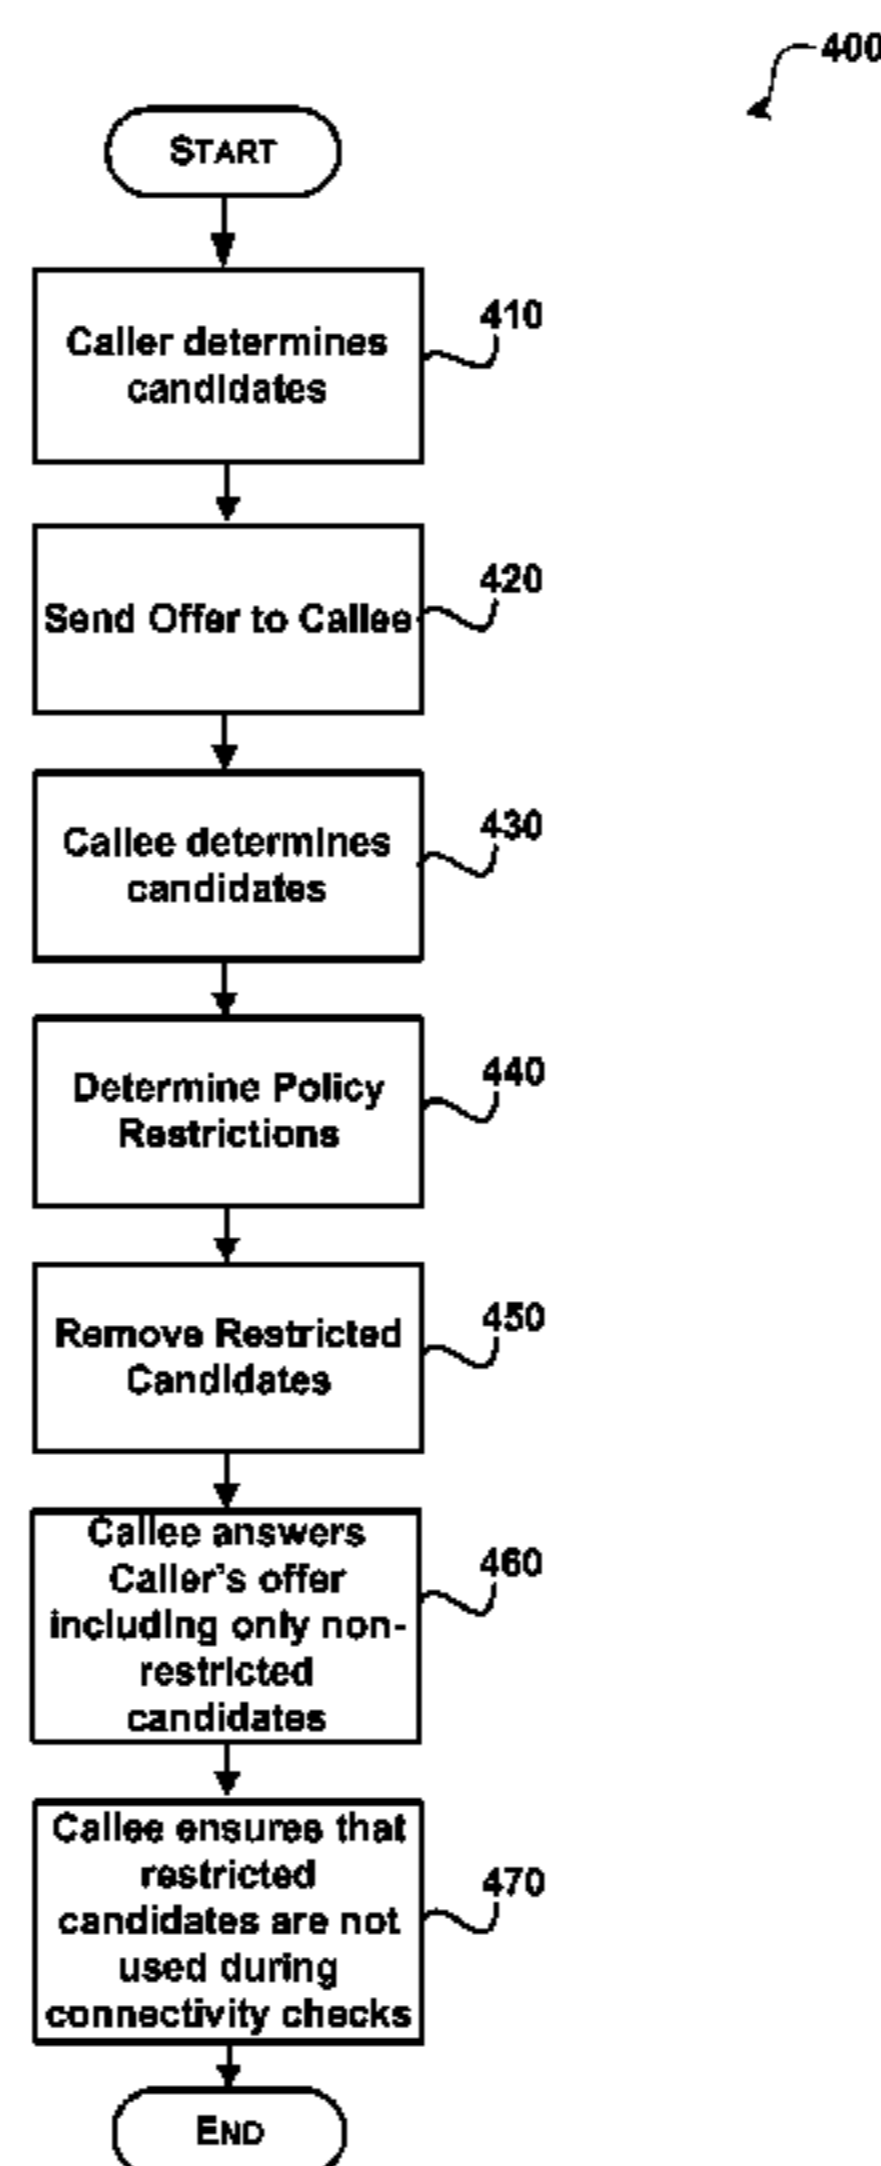 400
START
Caller determines
candidates
410
Send Offer to Callee
420
Callee determines
candidates
430
Determine Policy
Restrictions
440
Remove Restricted
Candidates
450
Callee answers
Caller's offer
including only non-
restricted
candidates
460
Callee ensures that
restricted
candidates are not
used during
connectivity checks
470
END